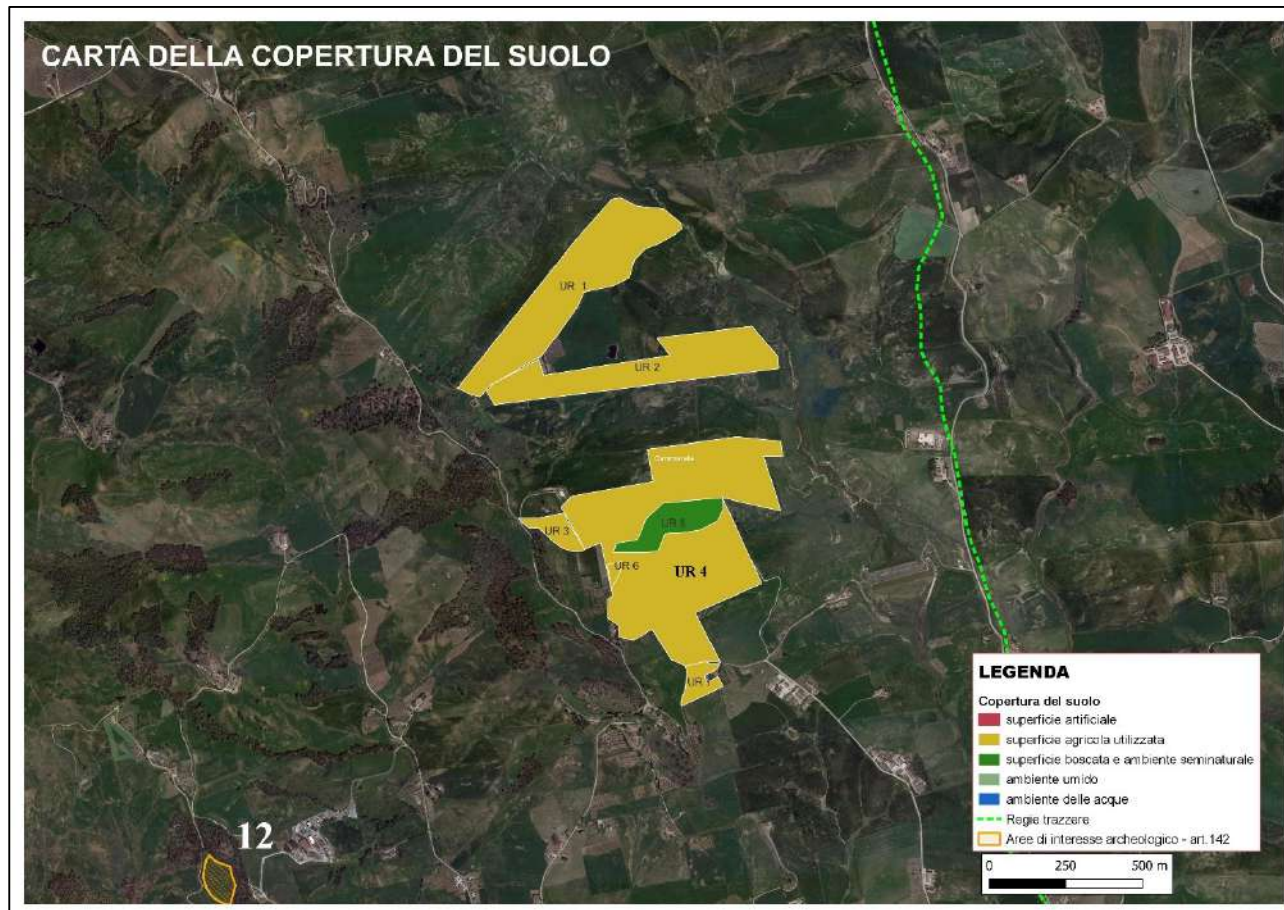 CARTA DELLA COPERTURA DEL SUOLO
UR 1
UR 2
UR 3
UR 5
UR 6
UR 4
UR 7
12
LEGENDA
Copertura del suolo
superficie artificiale
superficie agricola utilizzata
superficie boscata e ambiente seminaturale
ambiente umido
ambiente delle acque
Regie trazzere
Aree di interesse archeologico - art.142
0 250 500 m